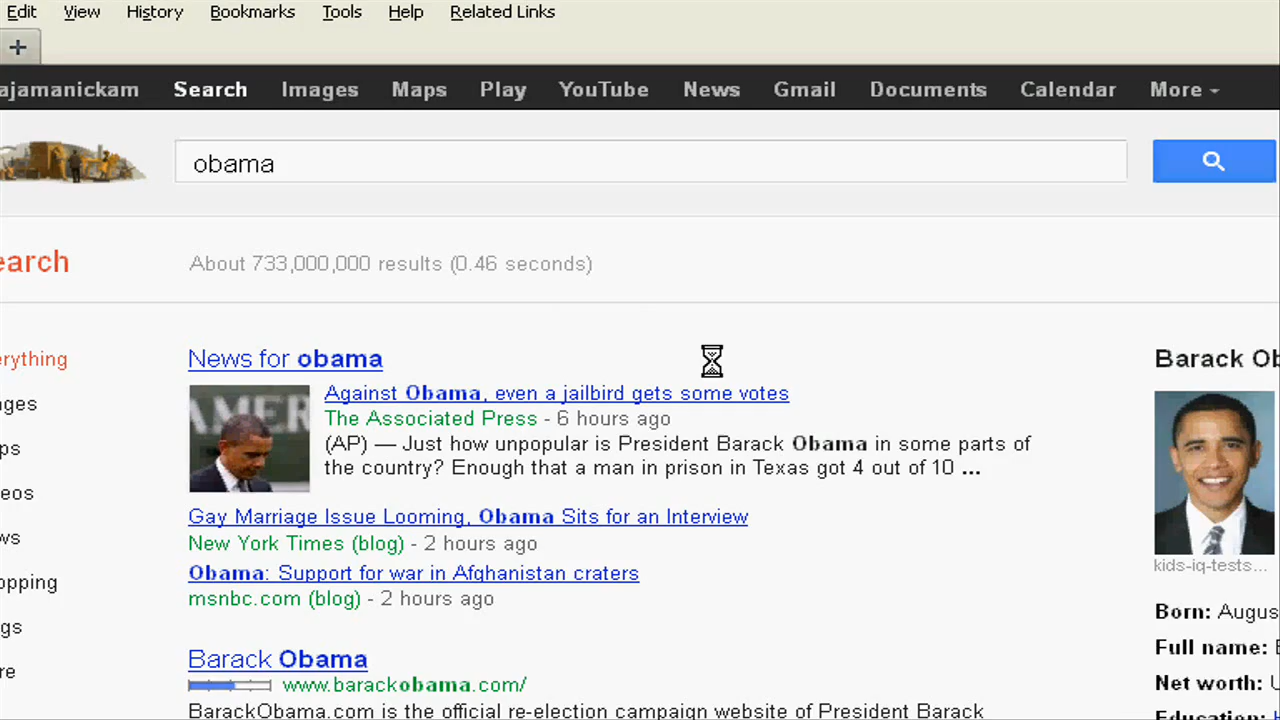 Edit View History Bookmarks Tools Help Related Links
+
ajamanickam Search Images Maps Play YouTube News Gmail Documents Calendar More
obama
earch About 733,000,000 results (0.46 seconds)
erything
ges
ps
eos
ws
opping
gs
re
News for obama
AMER
Against Obama, even a jailbird gets some votes
The Associated Press - 6 hours ago
(AP) — Just how unpopular is President Barack Obama in some parts of
the country? Enough that a man in prison in Texas got 4 out of 10 ...
Gay Marriage Issue Looming, Obama Sits for an Interview
New York Times (blog) - 2 hours ago
Obama: Support for war in Afghanistan craters
msnbc.com (blog) - 2 hours ago
Barack Obama
www.barackobama.com/
BarackObama.com is the official re-election campaign website of President Barack
Barack Ob
kids-iq-tests...
Born: Augus
Full name:
Net worth: U
Education: